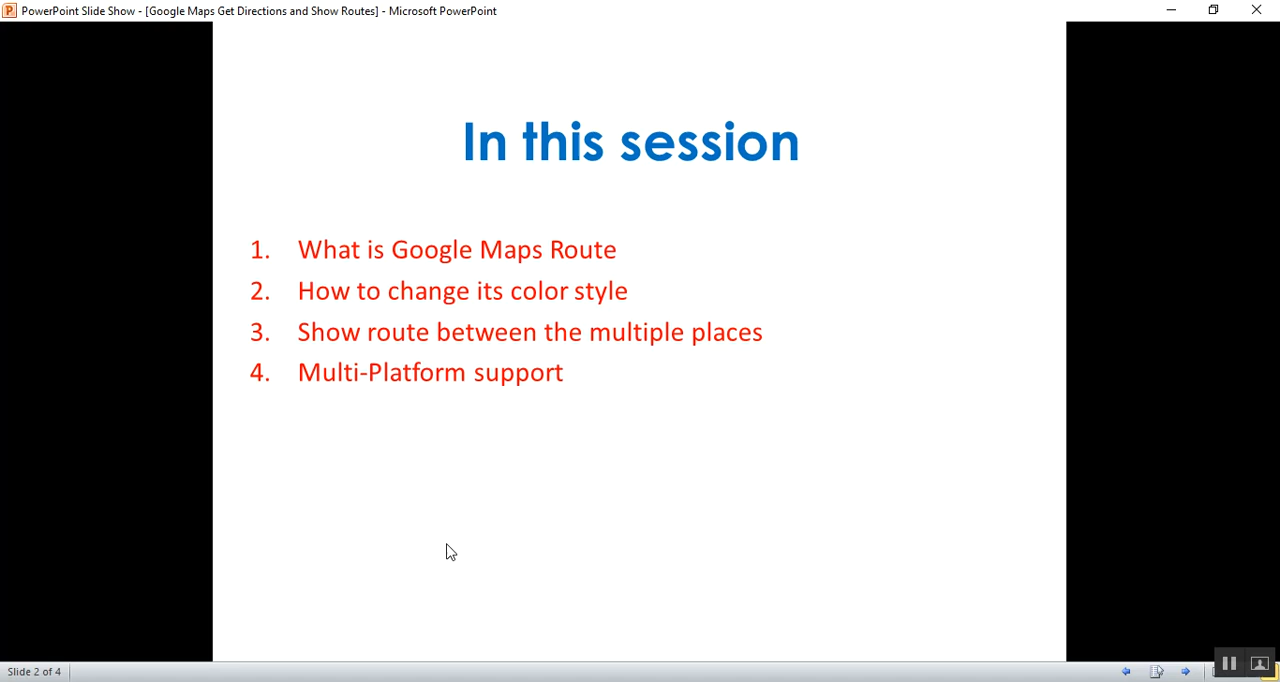 PowerPoint Slide Show - [Google Maps Get Directions and Show Routes] - Microsoft PowerPoint
In this session
1. What is Google Maps Route
2. How to change its color style
3. Show route between the multiple places
4. Multi-Platform support
Slide 2 of 4